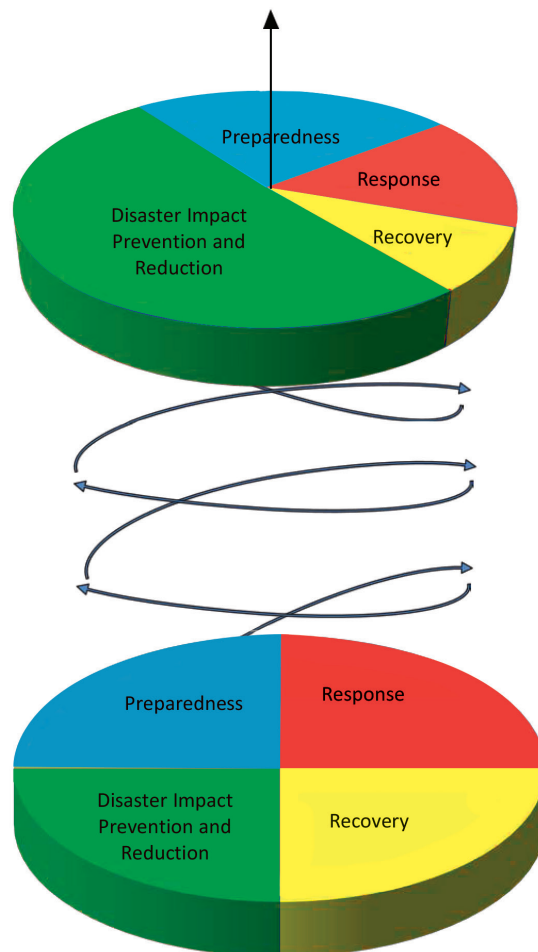 Preparedness
Response
Recovery
Disaster Impact
Prevention and
Reduction
Preparedness
Response
Disaster Impact
Prevention and
Reduction
Recovery